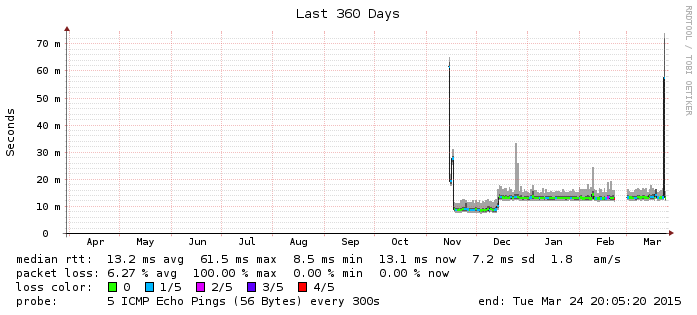 Last 360 Days
RRDTOOL / TOBI OETIKER
Seconds
70 m
60 m
50 m
40 m
30 m
20 m
10 m
0
Apr May Jun Jul Aug Sep Oct Nov Dec Jan Feb Mar
median rtt: 13.2 ms avg 61.5 ms max 8.5 ms min 13.1 ms now 7.2 ms sd 1.8 am/s
packet loss: 6.27 % avg 100.00 % max 0.00 % min 0.00 % now
loss color: 0 1/5 2/5 3/5 4/5
probe: 5 ICMP Echo Pings (56 Bytes) every 300s end: Tue Mar 24 20:05:20 2015